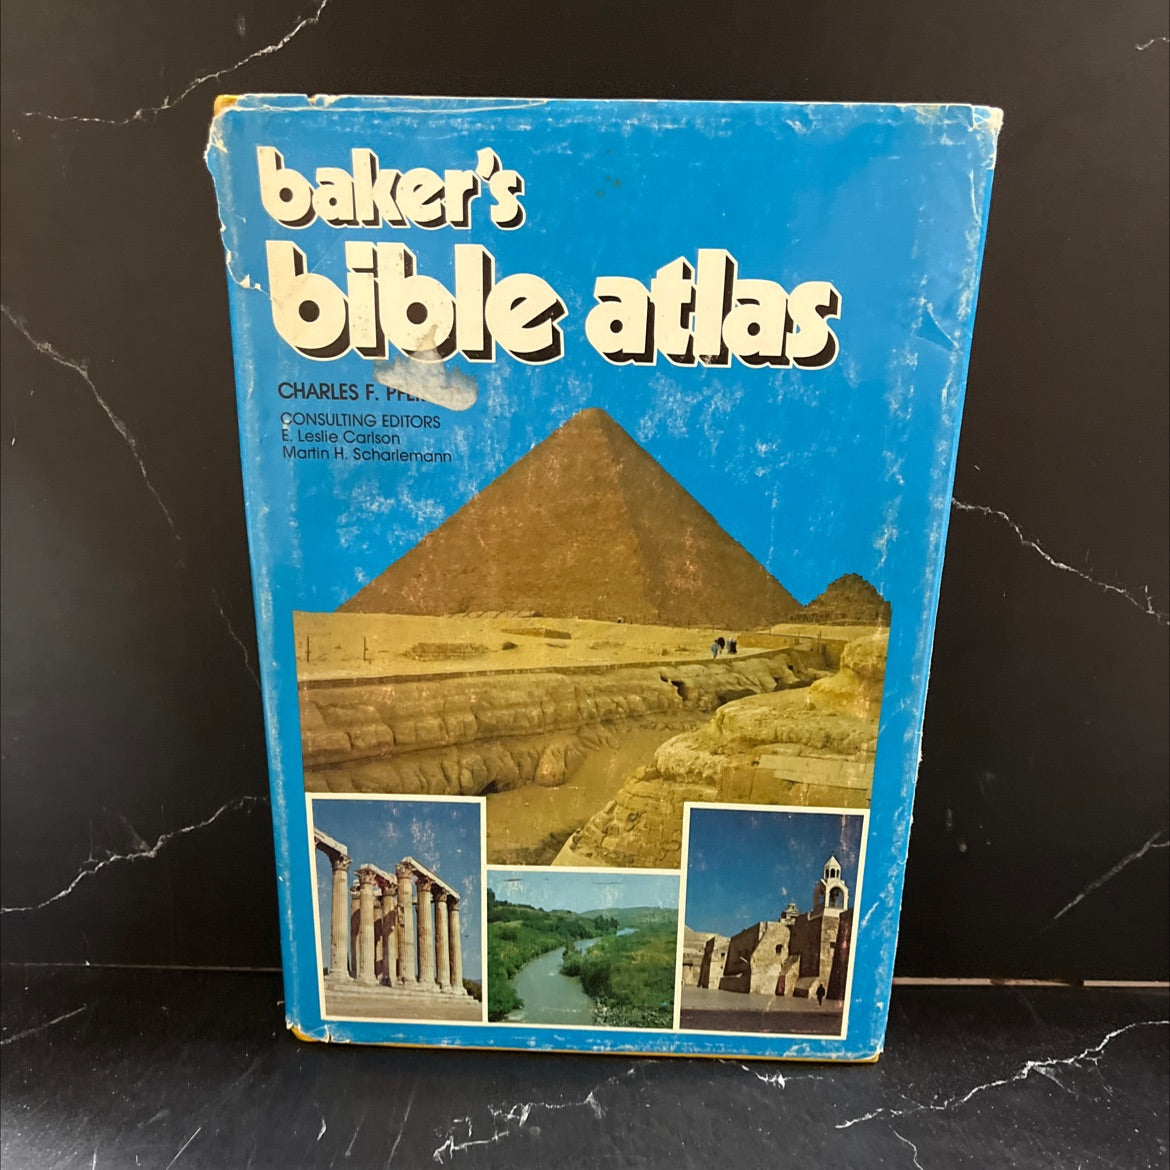 baker's
bible atlas
CHARLES F.
CONSULTING EDITORS
E. Leslie Carlson
Martin H. Scharlemann